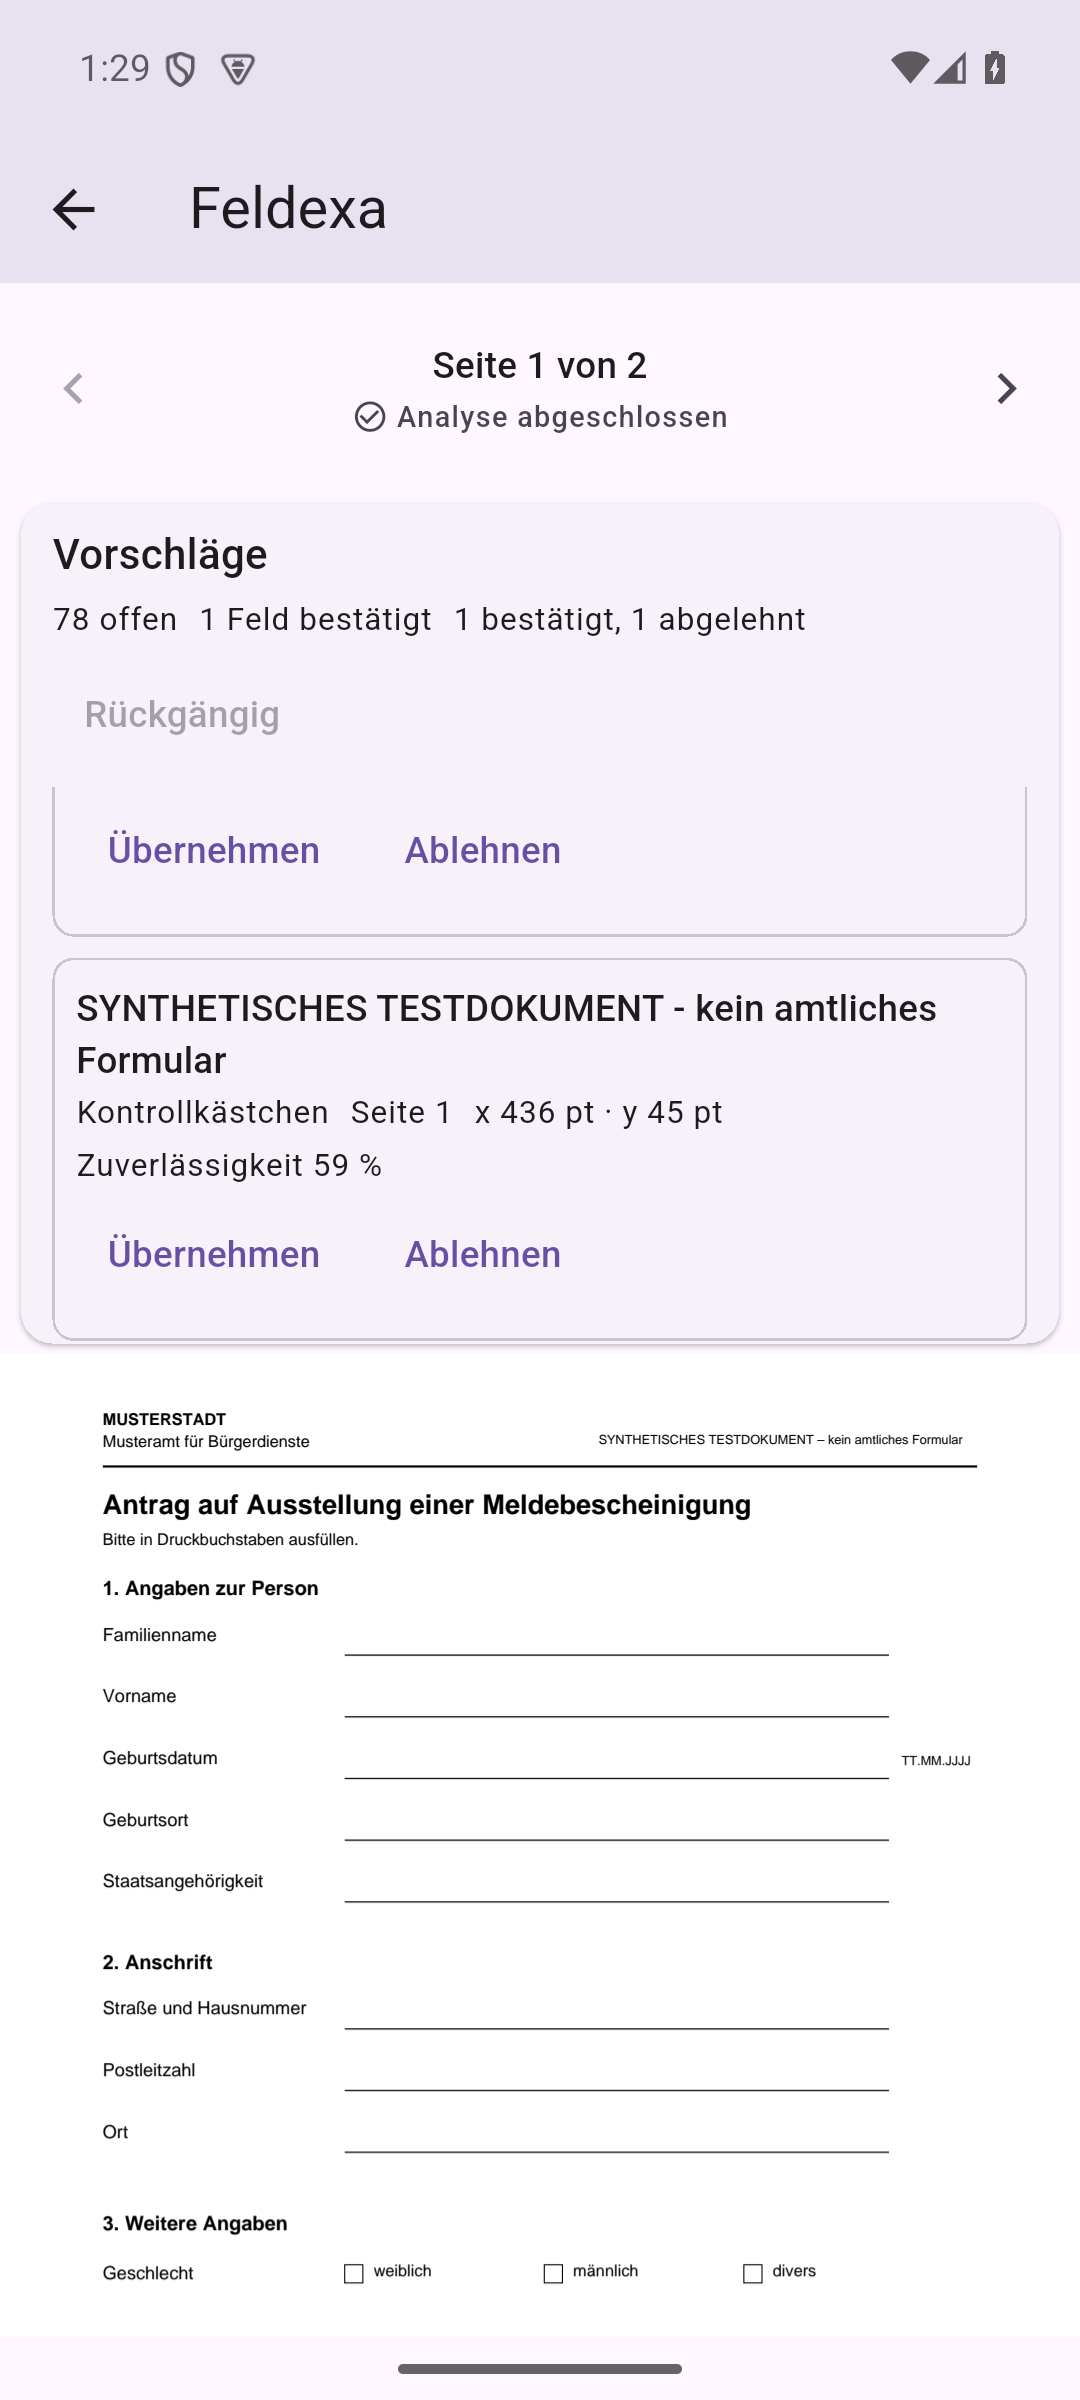 1:29
Feldexa
Seite 1 von 2
Analyse abgeschlossen
Vorschläge
78 offen 1 Feld bestätigt 1 bestätigt, 1 abgelehnt
Rückgängig
Übernehmen Ablehnen
SYNTHETISCHES TESTDOKUMENT - kein amtliches
Formular
Kontrollkästchen Seite 1 x 436 pt · y 45 pt
Zuverlässigkeit 59 %
Übernehmen Ablehnen
MUSTERSTADT
Musteramt für Bürgerdienste
SYNTHETISCHES TESTDOKUMENT – kein amtliches Formular
Antrag auf Ausstellung einer Meldebescheinigung
Bitte in Druckbuchstaben ausfüllen.
1. Angaben zur Person
Familienname
Vorname
Geburtsdatum TT.MM.JJJJ
Geburtsort
Staatsangehörigkeit
2. Anschrift
Straße und Hausnummer
Postleitzahl
Ort
3. Weitere Angaben
Geschlecht weiblich männlich divers